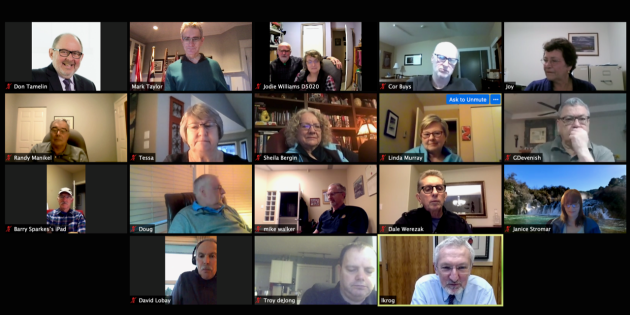 Don Tamelin
Mark Taylor
Jodie Williams D5020
Cor Buys
Joy
Randy Manikel
Tessa
Sheila Bergin
Ask to Unmute
Linda Murray
GDevenish
Barry Sparkes's iPad
Doug
mike walker
Dale Werezak
Janice Stromar
David Lobay
Troy deJong
lkrog